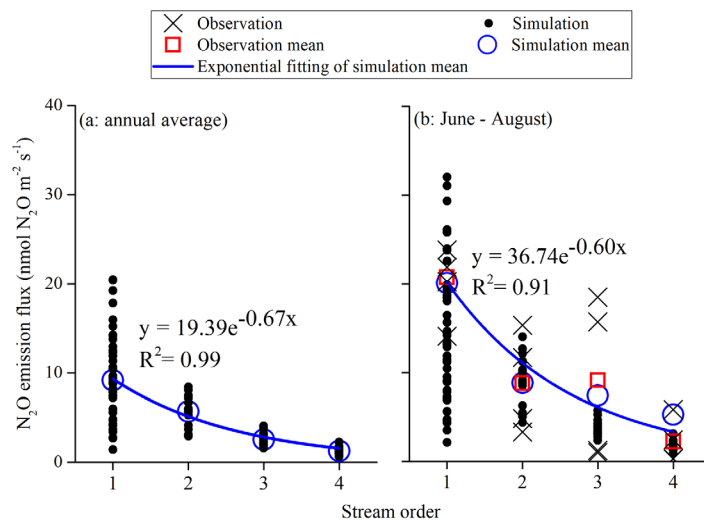 Observation
Simulation
Observation mean
Simulation mean
Exponential fitting of simulation mean
N₂O emission flux (nmol N₂O m⁻² s⁻¹)
40
30
20
10
0
(a: annual average)
y = 19.39e^-0.67x
R²= 0.99
1 2 3 4
(b: June - August)
y = 36.74e^-0.60x
R²= 0.91
1 2 3 4
Stream order